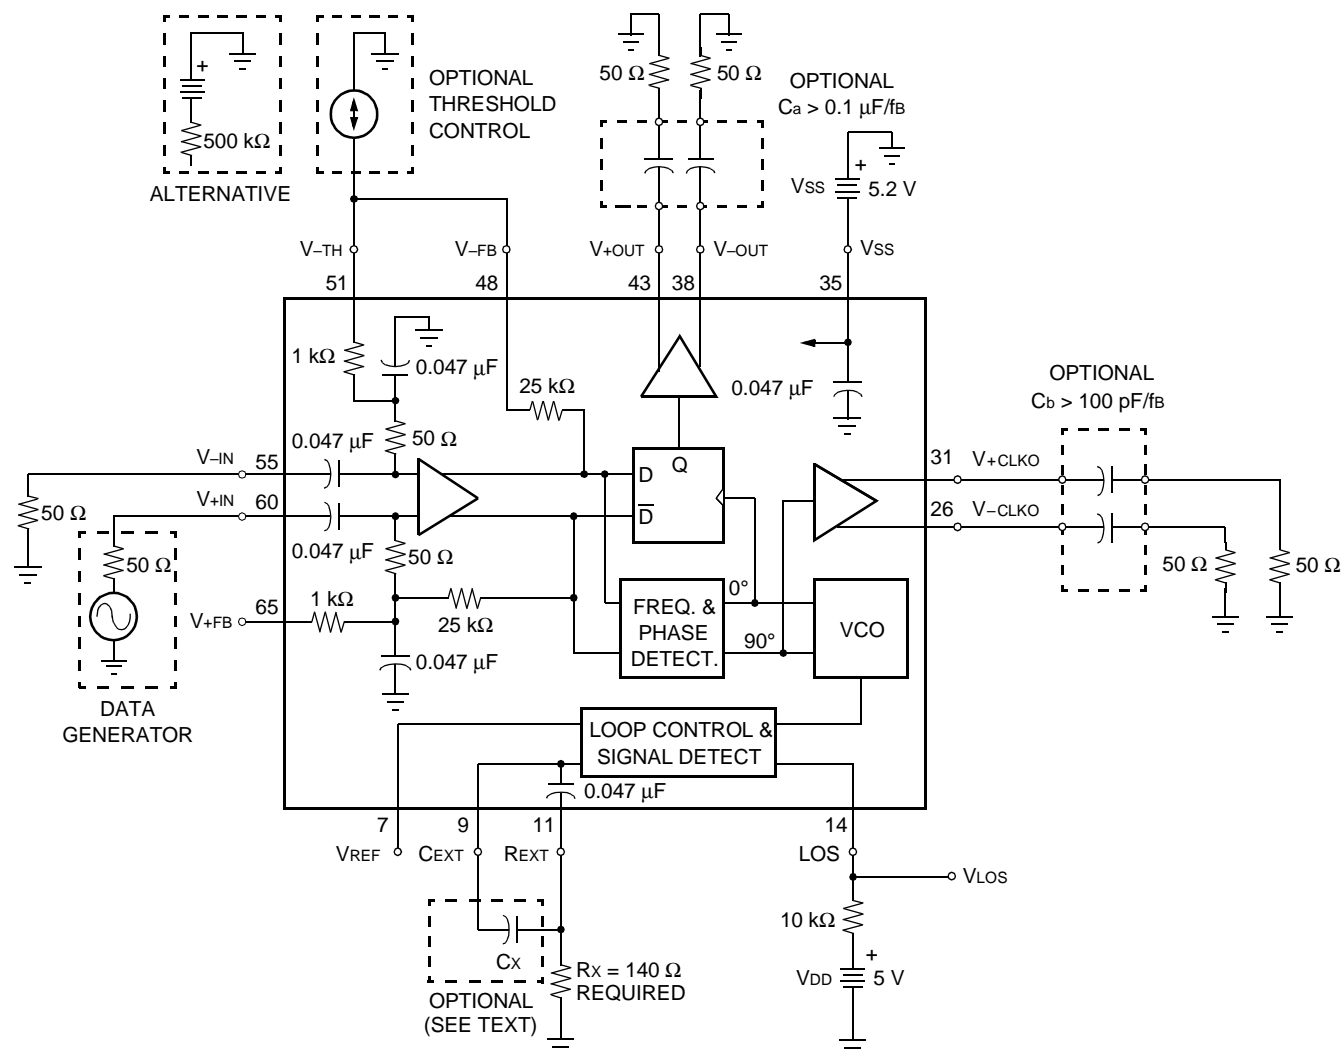 50 Ω
50 Ω
+
500 kΩ
ALTERNATIVE
OPTIONAL
THRESHOLD
CONTROL
OPTIONAL
Ca > 0.1 μF/fB
+
VSS
5.2 V
V–TH
V–FB
V+OUT
V–OUT
VSS
51
48
43
38
35
1 kΩ
0.047 μF
25 kΩ
0.047 μF
OPTIONAL
Cb > 100 pF/fB
0.047 μF
50 Ω
V–IN
55
D
Q
31
V+CLKO
V+IN
60
D̅
26
V–CLKO
50 Ω
0.047 μF
50 Ω
50 Ω
50 Ω
50 Ω
V+FB
65
1 kΩ
25 kΩ
0.047 μF
FREQ. &
PHASE
DETECT.
0°
90°
VCO
DATA
GENERATOR
LOOP CONTROL &
SIGNAL DETECT
0.047 μF
7
9
11
14
VREF
CEXT
REXT
LOS
VLOS
10 kΩ
CX
RX = 140 Ω
REQUIRED
+
VDD
5 V
OPTIONAL
(SEE TEXT)